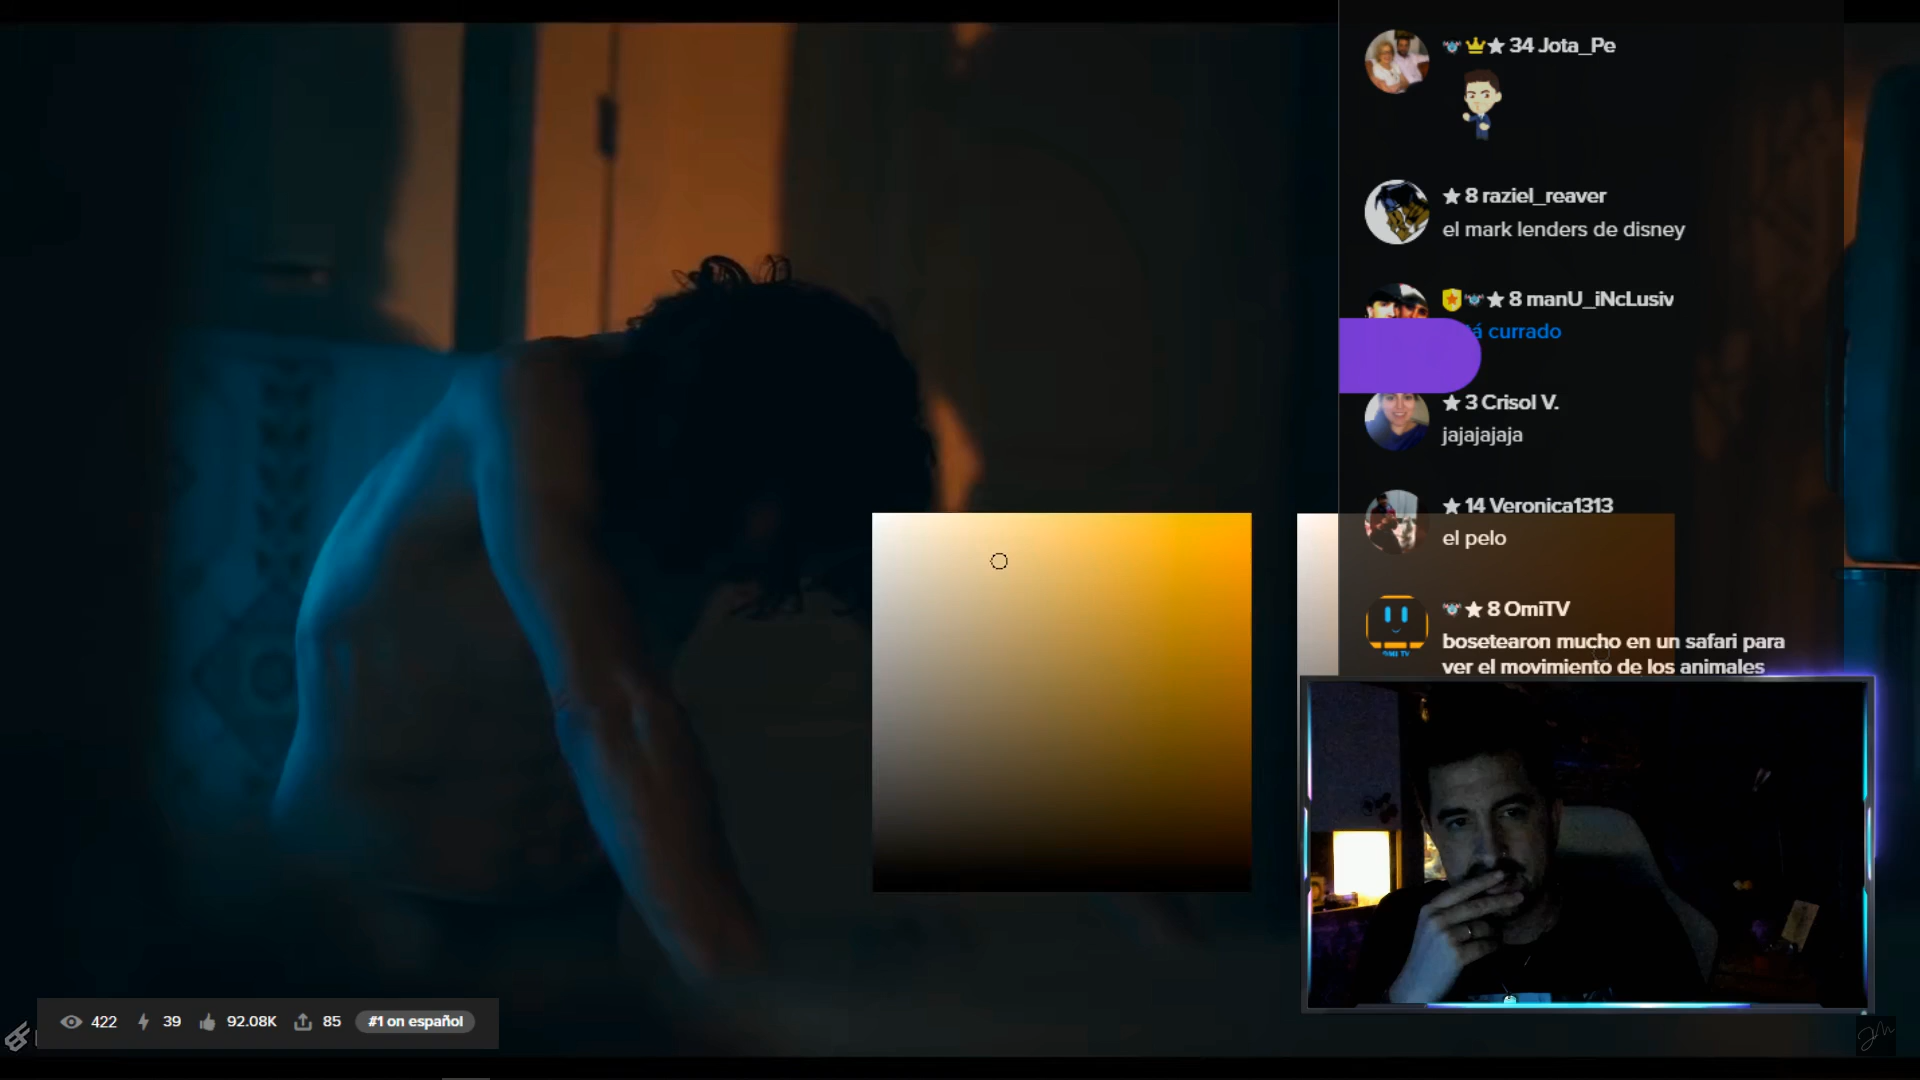 34 Jota_Pe
8 raziel_reaver
el mark lenders de disney
8 manU_iNcLusiv
á currado
3 Crisol V.
jajajajaja
14 Veronica1313
el pelo
8 OmiTV
bosetearon mucho en un safari para
ver el movimiento de los animales
422 39 92.08K 85 #1 on español